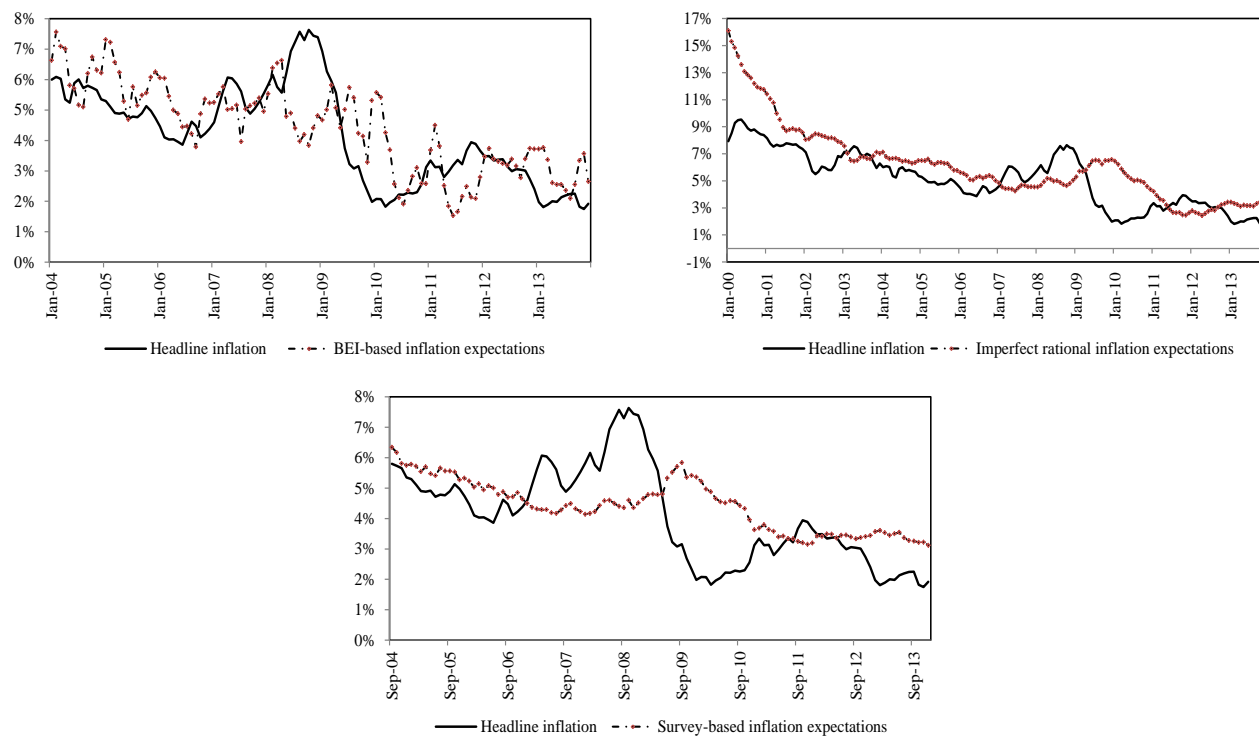 8%
7%
6%
5%
4%
3%
2%
1%
0%
Jan-04
Jan-05
Jan-06
Jan-07
Jan-08
Jan-09
Jan-10
Jan-11
Jan-12
Jan-13
Headline inflation
BEI-based inflation expectations
17%
15%
13%
11%
9%
7%
5%
3%
1%
-1%
Jan-00
Jan-01
Jan-02
Jan-03
Jan-04
Jan-05
Jan-06
Jan-07
Jan-08
Jan-09
Jan-10
Jan-11
Jan-12
Jan-13
Headline inflation
Imperfect rational inflation expectations
8%
7%
6%
5%
4%
3%
2%
1%
0%
Sep-04
Sep-05
Sep-06
Sep-07
Sep-08
Sep-09
Sep-10
Sep-11
Sep-12
Sep-13
Headline inflation
Survey-based inflation expectations